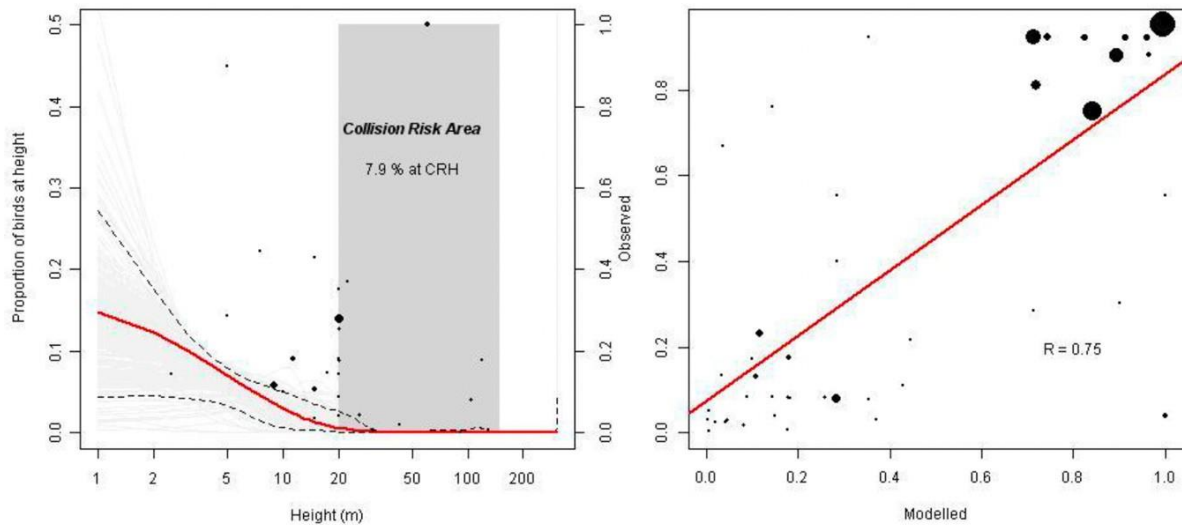 Proportion of birds at height
0.0
0.1
0.2
0.3
0.4
0.5
Collision Risk Area
7.9 % at CRH
1 2 5 10 20 50 100 200
Height (m)
0.0
0.2
0.4
0.6
0.8
1.0
Observed
0.0
0.2
0.4
0.6
0.8
R = 0.75
0.0 0.2 0.4 0.6 0.8 1.0
Modelled